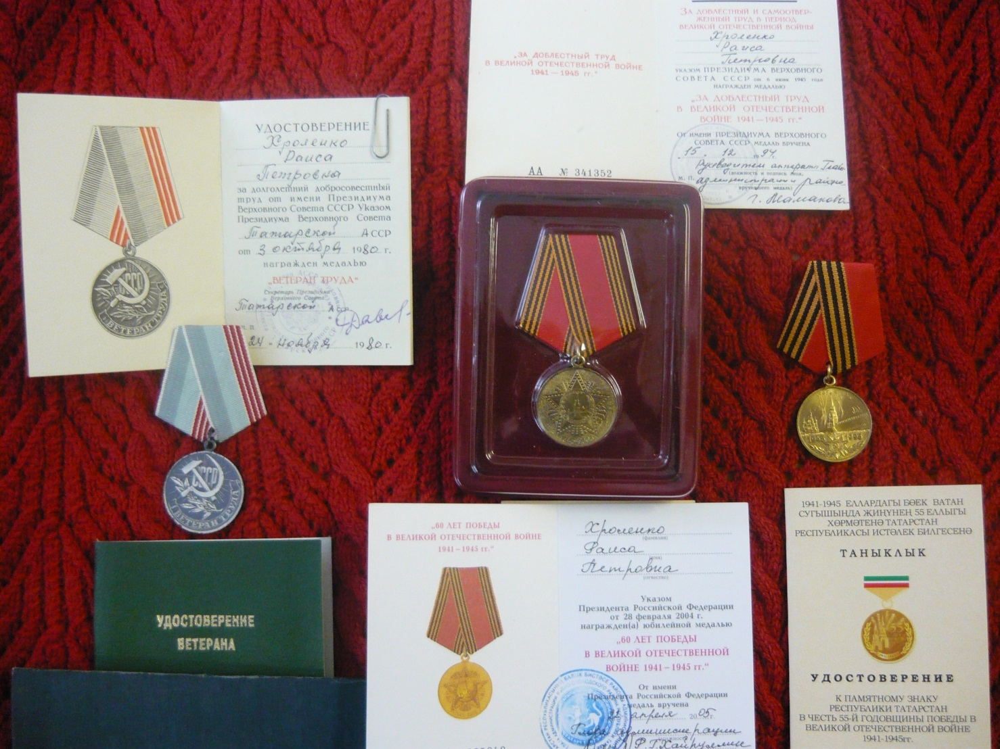 „ЗА ДОБЛЕСТНЫЙ ТРУД
В ВЕЛИКОЙ ОТЕЧЕСТВЕННОЙ ВОЙНЕ
1941 — 1945 гг.“
АА № 341352
ЗА ДОБЛЕСТНЫЙ И САМООТВЕР-
ЖЕННЫЙ ТРУД В ПЕРИОД
ВЕЛИКОЙ ОТЕЧЕСТВЕННОЙ ВОЙНЫ
Хроленко
Раиса
Петровна
УКАЗОМ ПРЕЗИДИУМА ВЕРХОВНОГО
СОВЕТА СССР от 6 июня 1945 года
НАГРАЖДЕН МЕДАЛЬЮ
„ЗА ДОБЛЕСТНЫЙ ТРУД
В ВЕЛИКОЙ ОТЕЧЕСТВЕННОЙ
ВОЙНЕ 1941 — 1945 гг.“
От имени ПРЕЗИДИУМА ВЕРХОВНОГО
СОВЕТА СССР МЕДАЛЬ ВРУЧЕНА
15. 12 1994 г.
Руководителем аппарата Главы
(должность и подпись лица,
М. П. администрации района
вручившего медаль)
СССР
ВЕТЕРАН ТРУДА
УДОСТОВЕРЕНИЕ
Хроленко
Раиса
Петровна
за долголетний добросовестный
труд от имени Президиума
Верховного Совета СССР Указом
Президиума Верховного Совета
Татарской АССР
от 3 октября 1980 г.
награжден медалью
„ВЕТЕРАН ТРУДА“
Секретарь Президиума
Верховного Совета
Татарской АССР
М. П.
24 ноября 1980 г.
СССР
ВЕТЕРАН ТРУДА
УДОСТОВЕРЕНИЕ
ВЕТЕРАНА
„60 ЛЕТ ПОБЕДЫ
В ВЕЛИКОЙ ОТЕЧЕСТВЕННОЙ ВОЙНЕ
1941 – 1945 гг.“
Хроленко
(фамилия)
Раиса
(имя)
Петровна
(отчество)
Указом
Президента Российской Федерации
от 28 февраля 2004 г.
награжден(а) юбилейной медалью
„60 ЛЕТ ПОБЕДЫ
В ВЕЛИКОЙ ОТЕЧЕСТВЕННОЙ
ВОЙНЕ 1941 – 1945 гг.“
От имени
Президента Российской Федерации
медаль вручена
22 апреля 2005 г.
Глава администрации
1941-1945 ЕЛЛАРДАГЫ БӨЕК ВАТАН
СУГЫШЫНДА ҖИҢҮНЕҢ 55 ЕЛЛЫГЫ
ХӨРМӘТЕНӘ ТАТАРСТАН
РЕСПУБЛИКАСЫ ИСТӘЛЕК БИЛГЕСЕНӘ
ТАНЫКЛЫК
55
УДОСТОВЕРЕНИЕ
К ПАМЯТНОМУ ЗНАКУ
РЕСПУБЛИКИ ТАТАРСТАН
В ЧЕСТЬ 55-Й ГОДОВЩИНЫ ПОБЕДЫ В
ВЕЛИКОЙ ОТЕЧЕСТВЕННОЙ ВОЙНЕ
1941-1945гг.